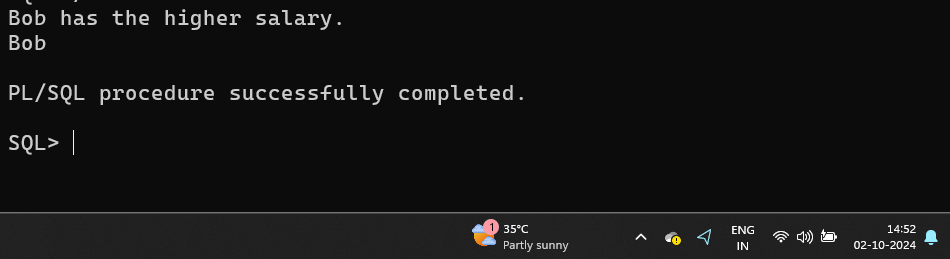 Bob has the higher salary.
Bob
PL/SQL procedure successfully completed.
SQL>
1
35°C
Partly sunny
ENG
IN
14:52
02-10-2024